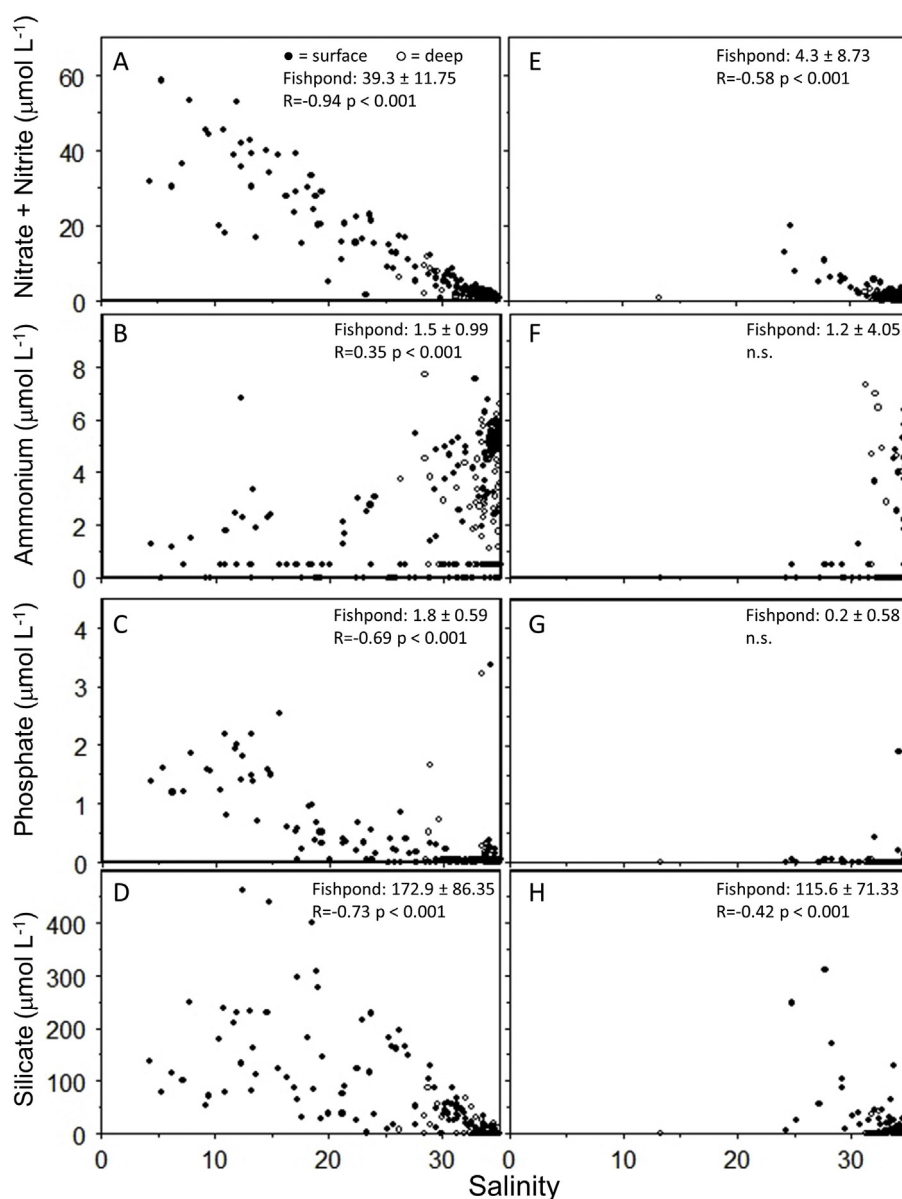 A
● = surface ○ = deep
Fishpond: 39.3 ± 11.75
R=-0.94 p < 0.001
Nitrate + Nitrite (μmol L-1)
60
40
20
0
E
Fishpond: 4.3 ± 8.73
R=-0.58 p < 0.001
B
Fishpond: 1.5 ± 0.99
R=0.35 p < 0.001
Ammonium (μmol L-1)
8
6
4
2
0
F
Fishpond: 1.2 ± 4.05
n.s.
C
Fishpond: 1.8 ± 0.59
R=-0.69 p < 0.001
Phosphate (μmol L-1)
4
3
2
1
0
G
Fishpond: 0.2 ± 0.58
n.s.
D
Fishpond: 172.9 ± 86.35
R=-0.73 p < 0.001
Silicate (μmol L-1)
400
300
200
100
0
H
Fishpond: 115.6 ± 71.33
R=-0.42 p < 0.001
0 10 20 30 0 10 20 30
Salinity